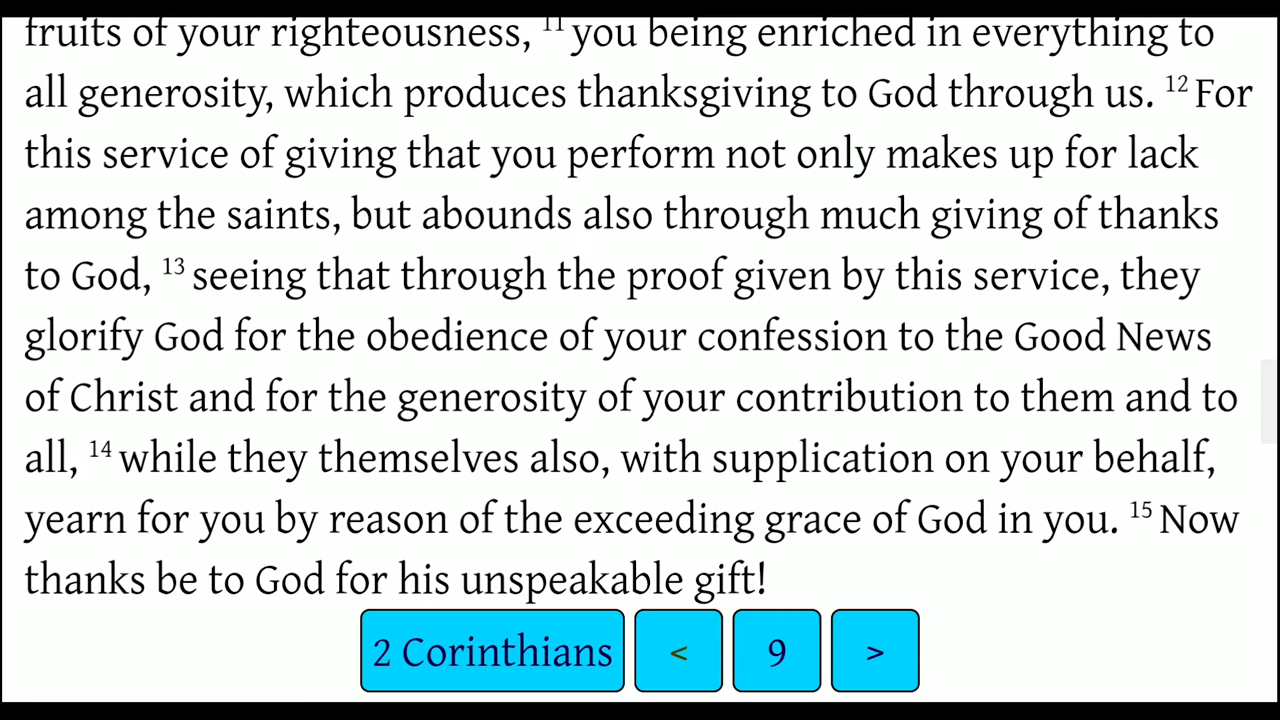 fruits of your righteousness, 11 you being enriched in everything to
all generosity, which produces thanksgiving to God through us. 12 For
this service of giving that you perform not only makes up for lack
among the saints, but abounds also through much giving of thanks
to God, 13 seeing that through the proof given by this service, they
glorify God for the obedience of your confession to the Good News
of Christ and for the generosity of your contribution to them and to
all, 14 while they themselves also, with supplication on your behalf,
yearn for you by reason of the exceeding grace of God in you. 15 Now
thanks be to God for his unspeakable gift!
2 Corinthians < 9 >